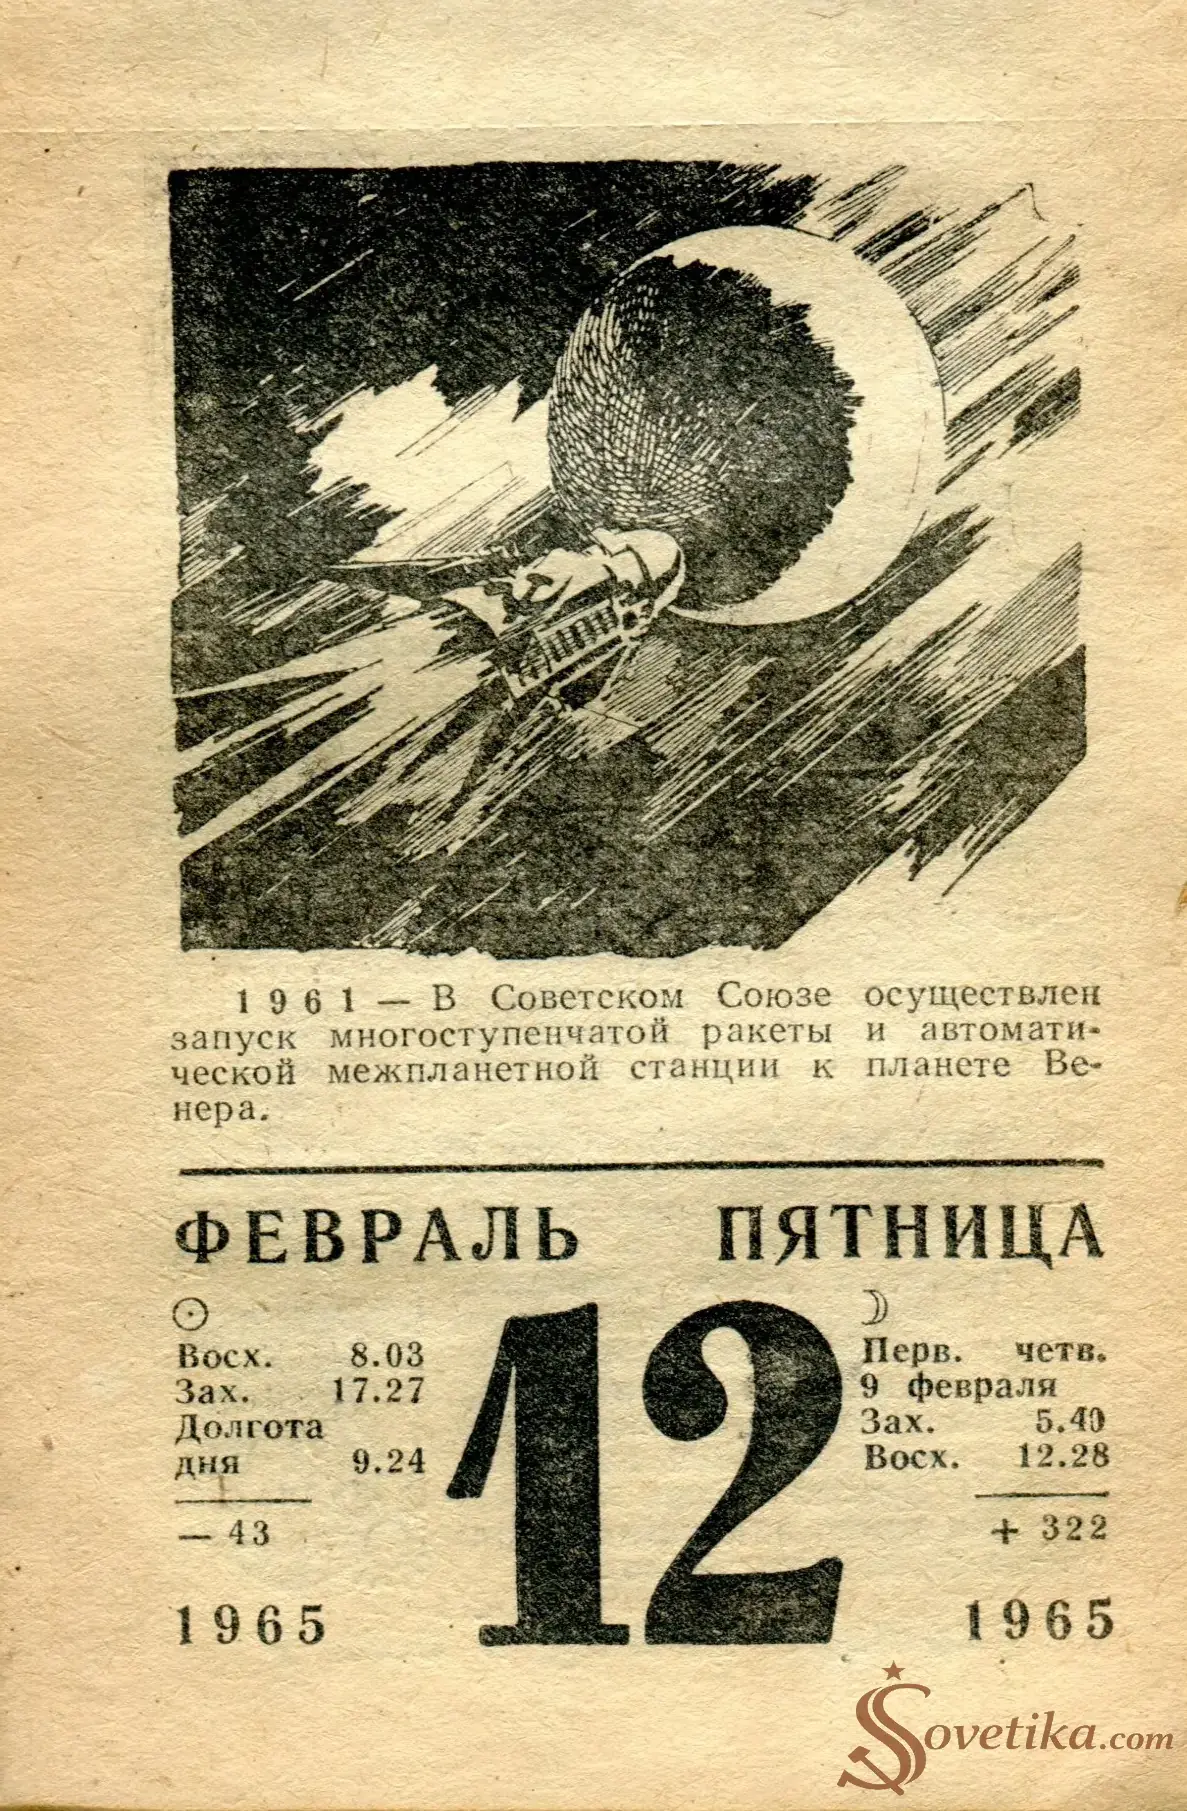 1961 — В Советском Союзе осуществлен
запуск многоступенчатой ракеты и автомати-
ческой межпланетной станции к планете Ве-
нера.
ФЕВРАЛЬ ПЯТНИЦА
12
Восх. 8.03
Зах. 17.27
Долгота
дня 9.24
— 43
1965
Перв. четв.
9 февраля
Зах. 5.40
Восх. 12.28
+ 322
1965
Sovetika.com